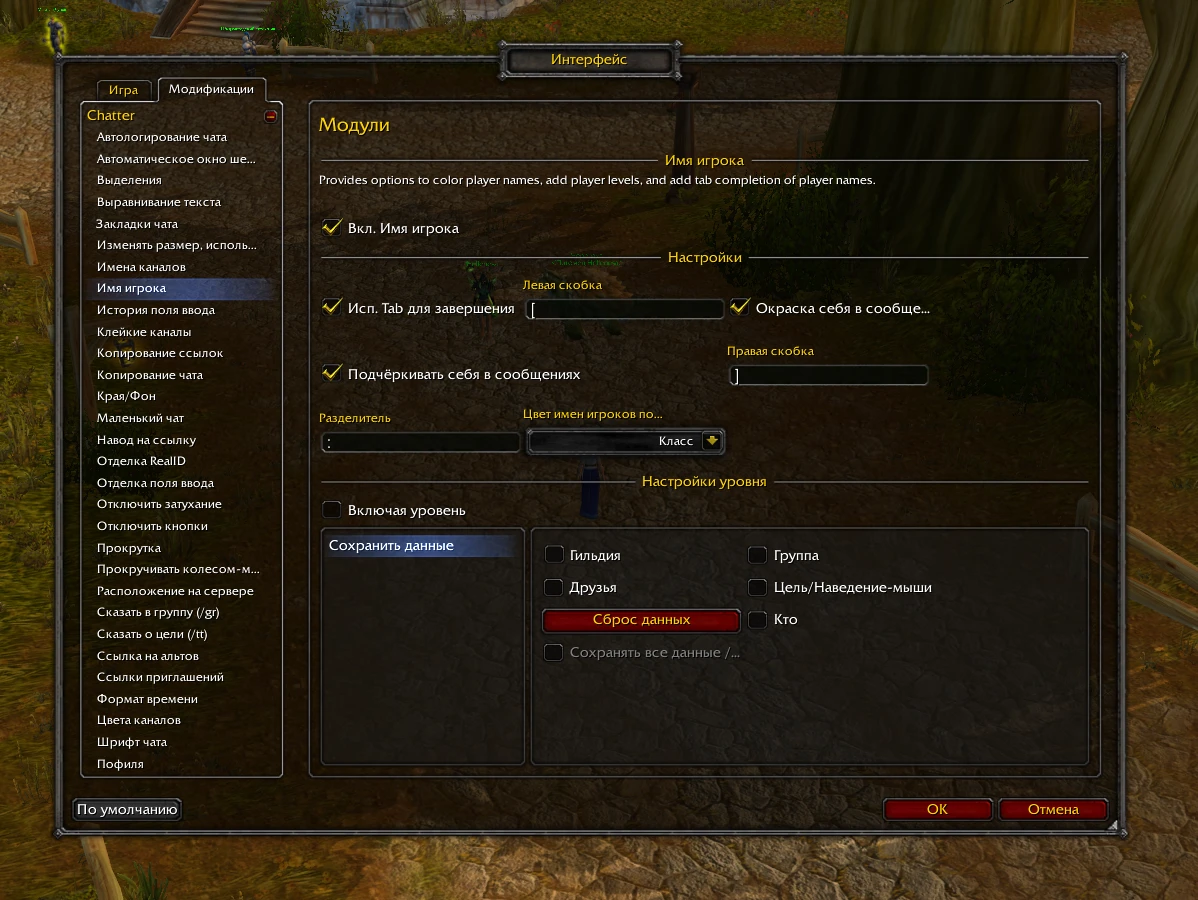 Интерфейс
Игра
Модификации
Chatter
Автологирование чата
Автоматическое окно ше...
Выделения
Выравнивание текста
Закладки чата
Изменять размер, исполь...
Имена каналов
Имя игрока
История поля ввода
Клейкие каналы
Копирование ссылок
Копирование чата
Края/Фон
Маленький чат
Навод на ссылку
Отделка RealID
Отделка поля ввода
Отключить затухание
Отключить кнопки
Прокрутка
Прокручивать колесом-м...
Расположение на сервере
Сказать в группу (/gr)
Сказать о цели (/tt)
Ссылка на альтов
Ссылки приглашений
Формат времени
Цвета каналов
Шрифт чата
Пофиля
Модули
Имя игрока
Provides options to color player names, add player levels, and add tab completion of player names.
Вкл. Имя игрока
Настройки
Левая скобка
Исп. Tab для завершения
[
Окраска себя в сообще...
Правая скобка
Подчёркивать себя в сообщениях
]
Разделитель
Цвет имен игроков по...
:
Класс
Настройки уровня
Включая уровень
Сохранить данные
Гильдия
Группа
Друзья
Цель/Наведение-мыши
Сброс данных
Кто
Сохранять все данные /...
По умолчанию
ОК
Отмена